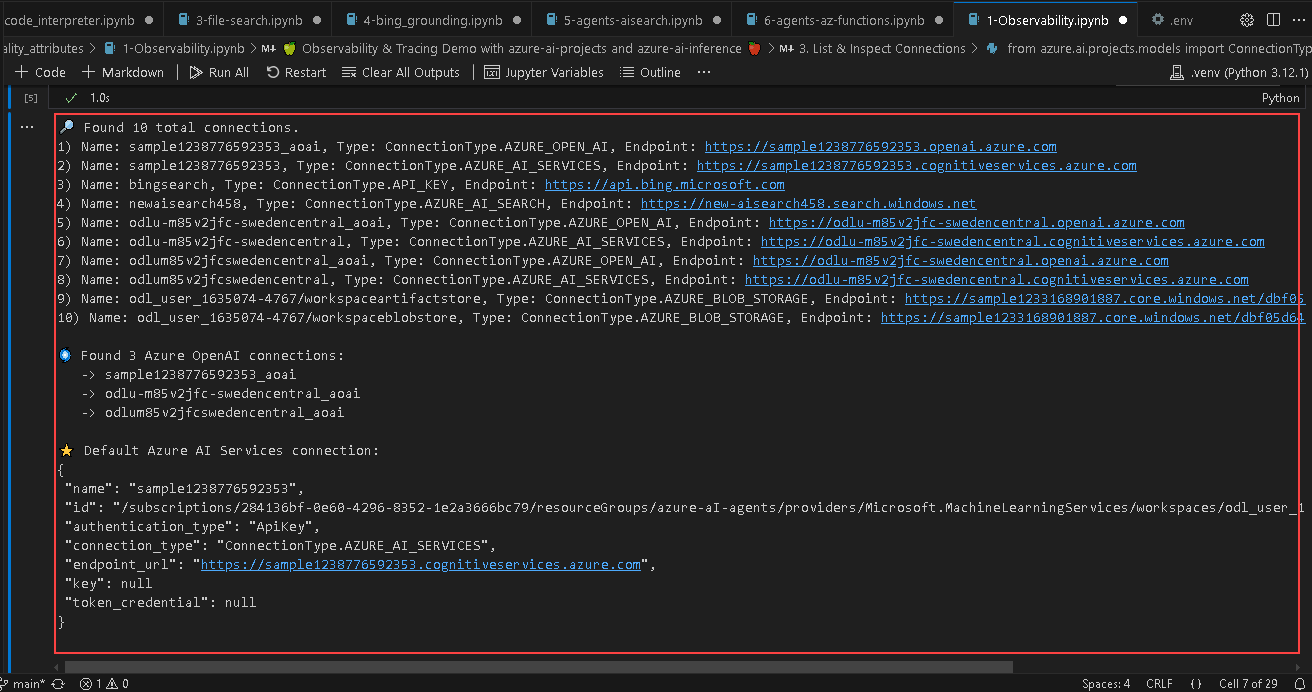 code_interpreter.ipynb
3-file-search.ipynb
4-bing_grounding.ipynb
5-agents-aisearch.ipynb
6-agents-az-functions.ipynb
1-Observability.ipynb
.env
ality_attributes > 1-Observability.ipynb > M↓ 🍏 Observability & Tracing Demo with azure-ai-projects and azure-ai-inference 🍎 > M↓ 3. List & Inspect Connections > from azure.ai.projects.models import ConnectionTyp
+ Code + Markdown | Run All Restart Clear All Outputs | Jupyter Variables Outline ··· .venv (Python 3.12.1)
[5] ✓ 1.0s Python
··· 🔎 Found 10 total connections.
1) Name: sample1238776592353_aoai, Type: ConnectionType.AZURE_OPEN_AI, Endpoint: https://sample1238776592353.openai.azure.com
2) Name: sample1238776592353, Type: ConnectionType.AZURE_AI_SERVICES, Endpoint: https://sample1238776592353.cognitiveservices.azure.com
3) Name: bingsearch, Type: ConnectionType.API_KEY, Endpoint: https://api.bing.microsoft.com
4) Name: newaisearch458, Type: ConnectionType.AZURE_AI_SEARCH, Endpoint: https://new-aisearch458.search.windows.net
5) Name: odlu-m85v2jfc-swedencentral_aoai, Type: ConnectionType.AZURE_OPEN_AI, Endpoint: https://odlu-m85v2jfc-swedencentral.openai.azure.com
6) Name: odlu-m85v2jfc-swedencentral, Type: ConnectionType.AZURE_AI_SERVICES, Endpoint: https://odlu-m85v2jfc-swedencentral.cognitiveservices.azure.com
7) Name: odlum85v2jfcswedencentral_aoai, Type: ConnectionType.AZURE_OPEN_AI, Endpoint: https://odlu-m85v2jfc-swedencentral.openai.azure.com
8) Name: odlum85v2jfcswedencentral, Type: ConnectionType.AZURE_AI_SERVICES, Endpoint: https://odlu-m85v2jfc-swedencentral.cognitiveservices.azure.com
9) Name: odl_user_1635074-4767/workspaceartifactstore, Type: ConnectionType.AZURE_BLOB_STORAGE, Endpoint: https://sample1233168901887.core.windows.net/dbf05
10) Name: odl_user_1635074-4767/workspaceblobstore, Type: ConnectionType.AZURE_BLOB_STORAGE, Endpoint: https://sample1233168901887.core.windows.net/dbf05d64
Found 3 Azure OpenAI connections:
-> sample1238776592353_aoai
-> odlu-m85v2jfc-swedencentral_aoai
-> odlum85v2jfcswedencentral_aoai
⭐ Default Azure AI Services connection:
{
"name": "sample1238776592353",
"id": "/subscriptions/284136bf-0e60-4296-8352-1e2a3666bc79/resourceGroups/azure-aI-agents/providers/Microsoft.MachineLearningServices/workspaces/odl_user_1
"authentication_type": "ApiKey",
"connection_type": "ConnectionType.AZURE_AI_SERVICES",
"endpoint_url": "https://sample1238776592353.cognitiveservices.azure.com",
"key": null
"token_credential": null
}
main* 1 0 Spaces: 4 CRLF {} Cell 7 of 29